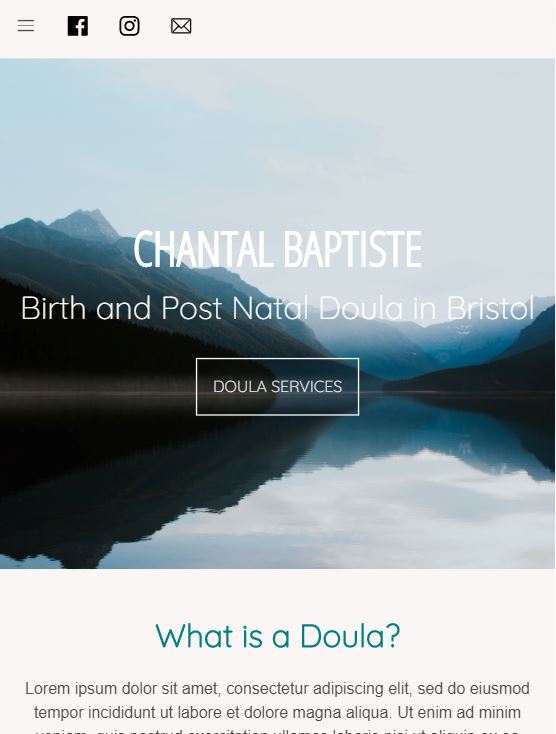 CHANTAL BAPTISTE
Birth and Post Natal Doula in Bristol
DOULA SERVICES
What is a Doula?
Lorem ipsum dolor sit amet, consectetur adipiscing elit, sed do eiusmod
tempor incididunt ut labore et dolore magna aliqua. Ut enim ad minim